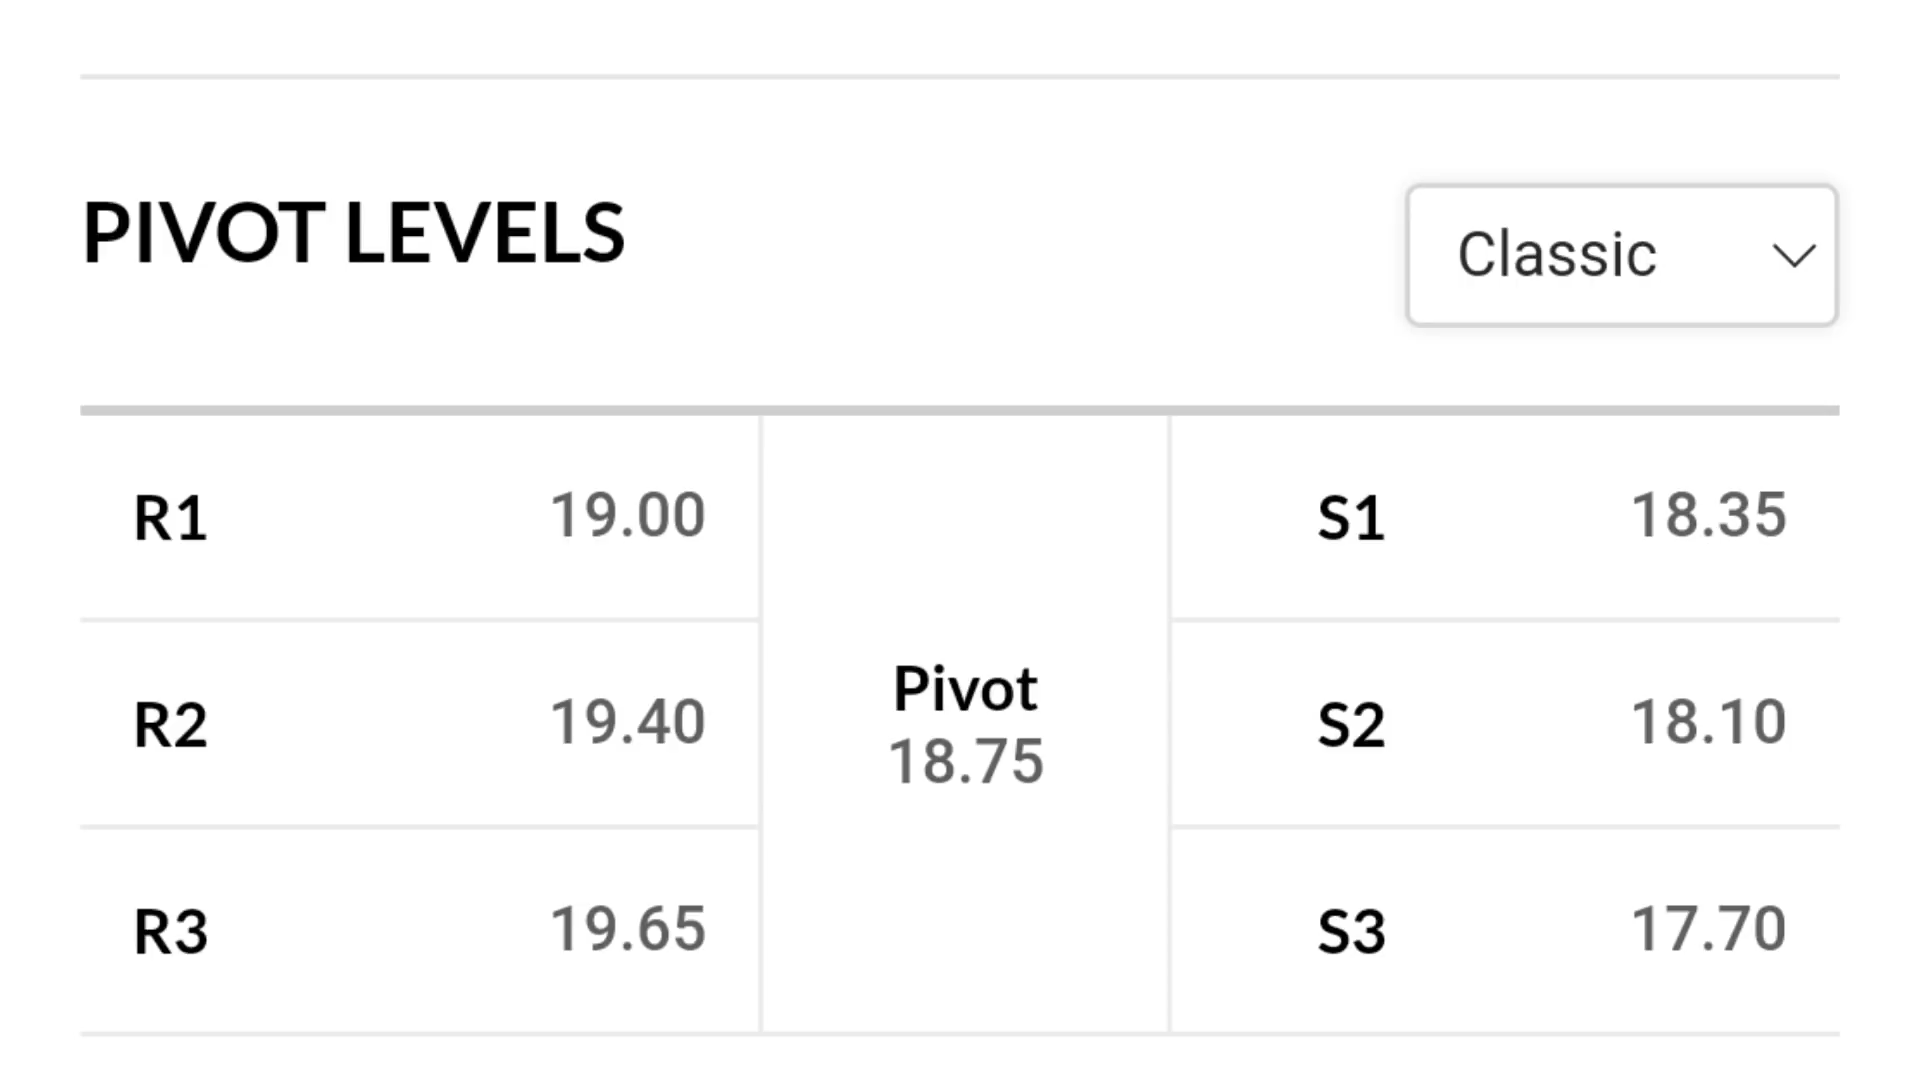 PIVOT LEVELS
Classic
R1 19.00
S1 18.35
R2 19.40
Pivot
18.75
S2 18.10
R3 19.65
S3 17.70